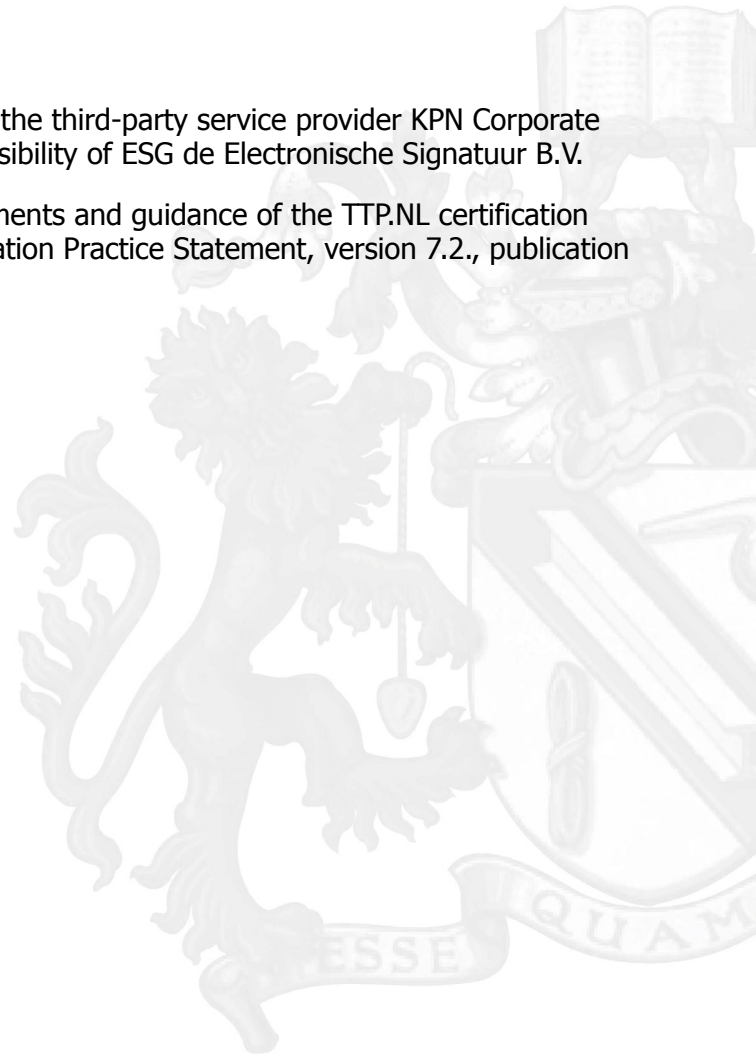 the third-party service provider KPN Corporate
sibility of ESG de Electronische Signatuur B.V.
ments and guidance of the TTP.NL certification
ation Practice Statement, version 7.2., publication
ESSE
QUAM